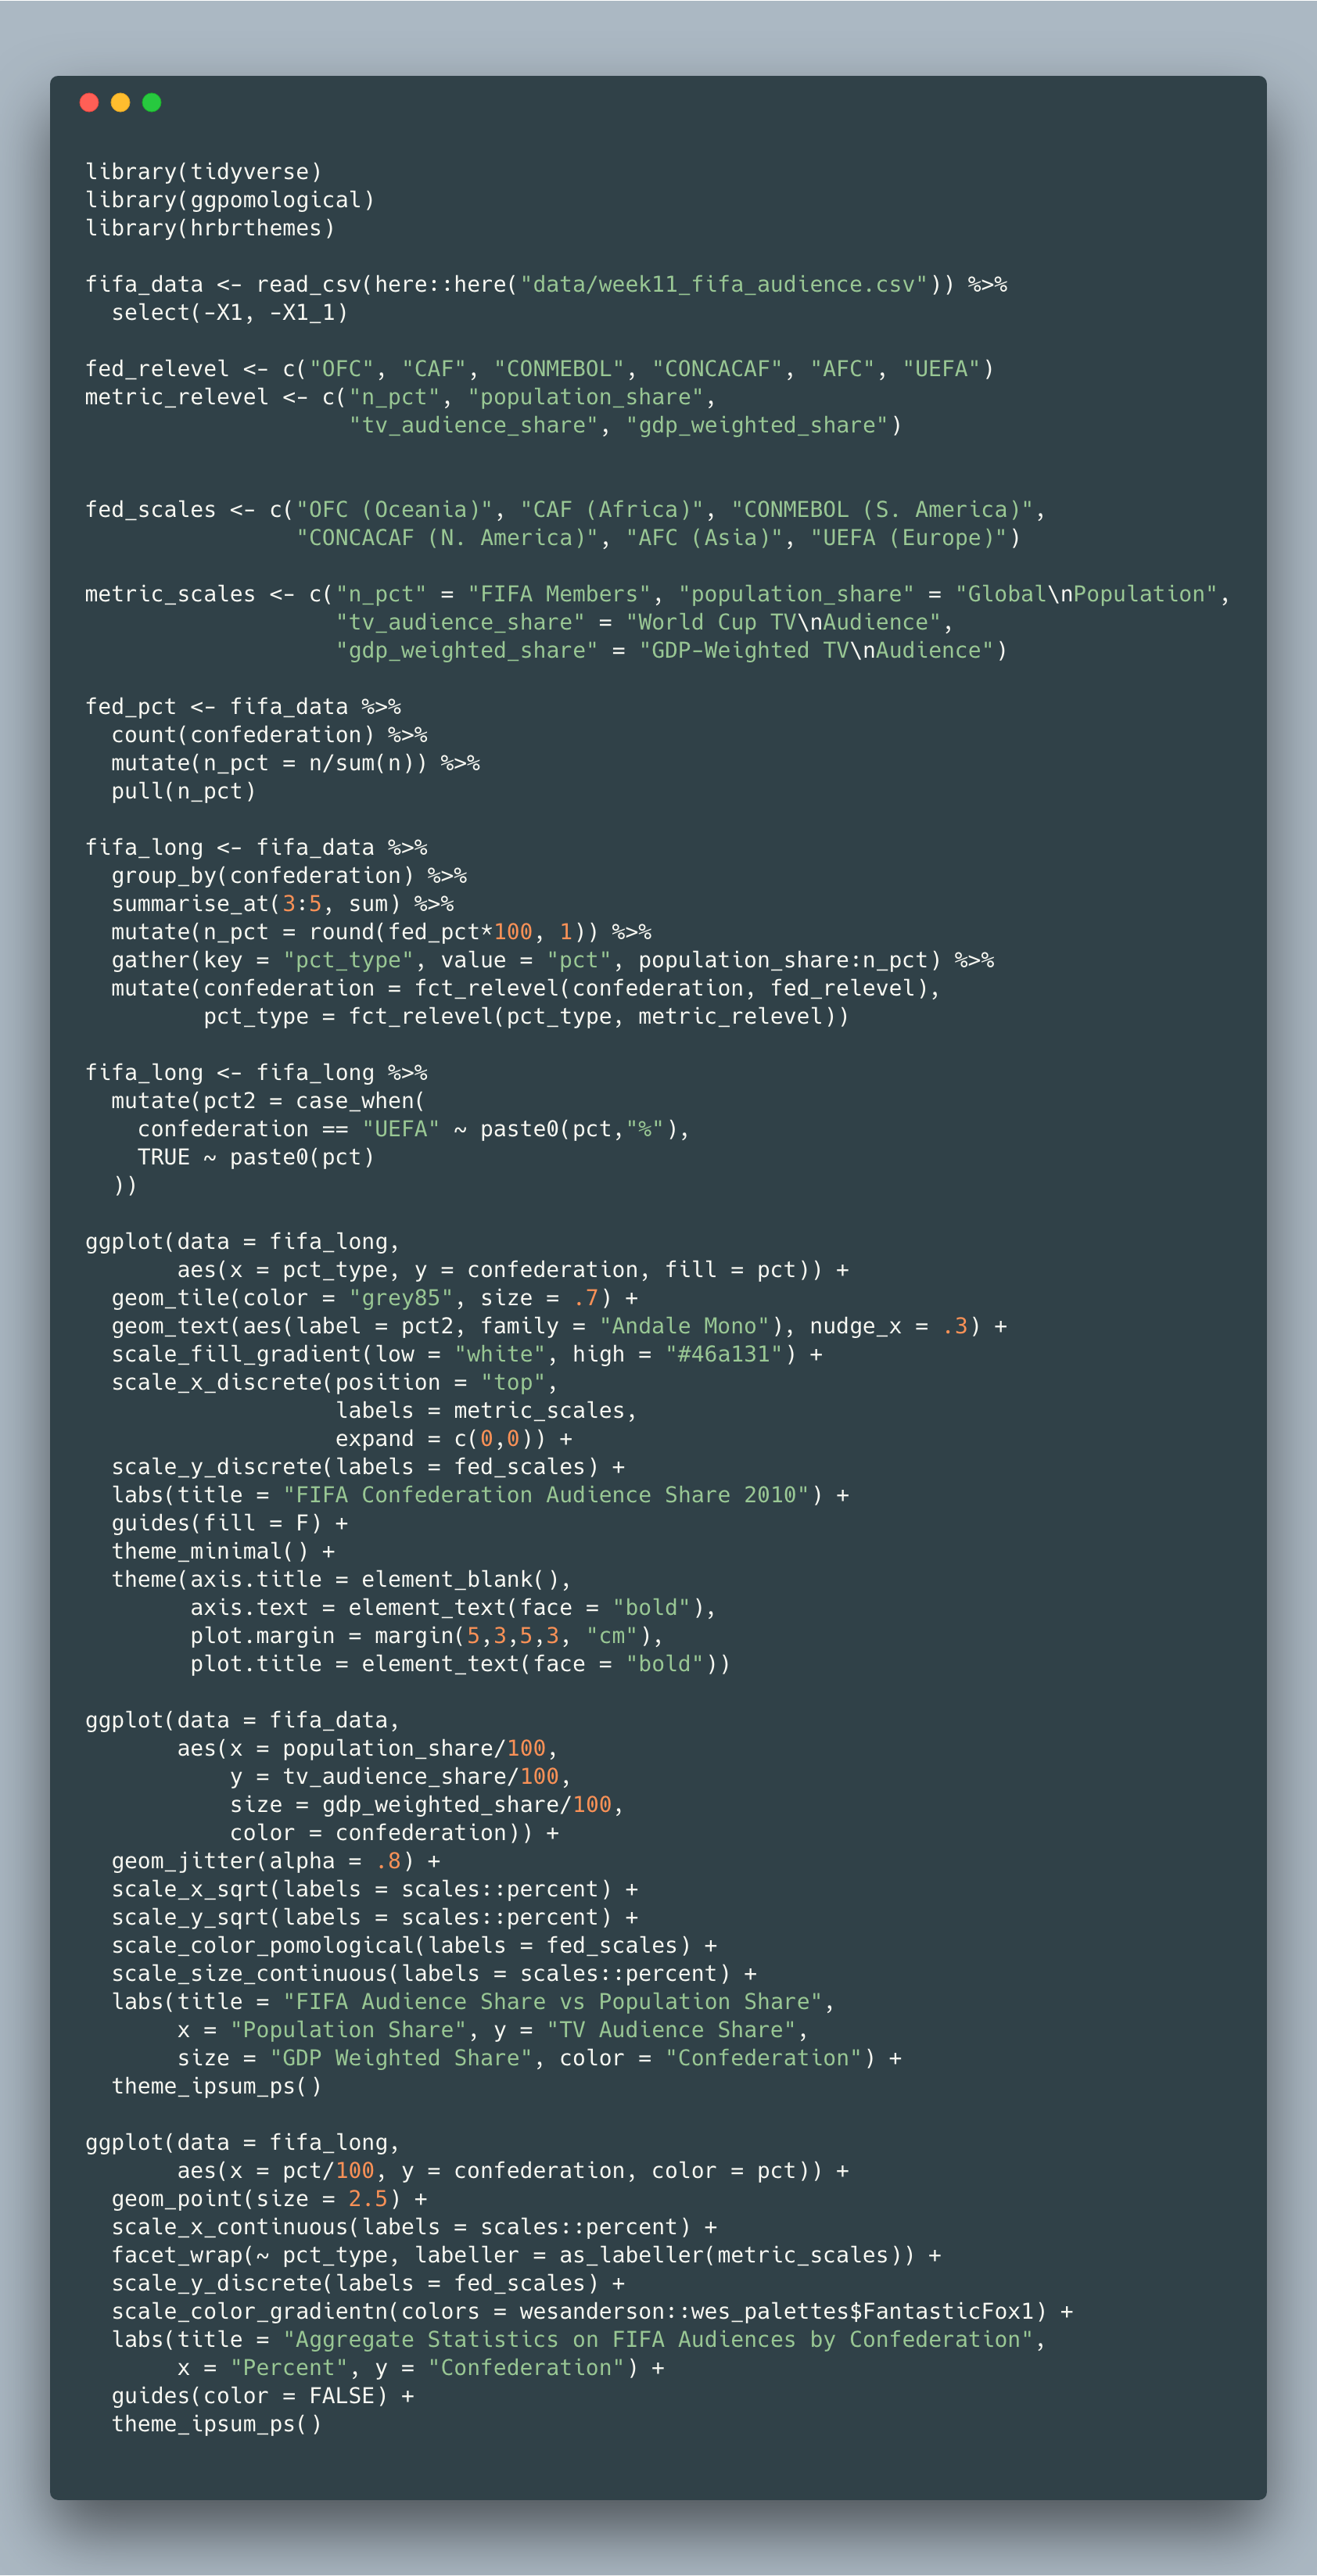 library(tidyverse)
library(ggpomological)
library(hrbrthemes)

fifa_data <- read_csv(here::here("data/week11_fifa_audience.csv")) %>%
  select(-X1, -X1_1)

fed_relevel <- c("OFC", "CAF", "CONMEBOL", "CONCACAF", "AFC", "UEFA")
metric_relevel <- c("n_pct", "population_share",
                    "tv_audience_share", "gdp_weighted_share")


fed_scales <- c("OFC (Oceania)", "CAF (Africa)", "CONMEBOL (S. America)",
                "CONCACAF (N. America)", "AFC (Asia)", "UEFA (Europe)")

metric_scales <- c("n_pct" = "FIFA Members", "population_share" = "Global\nPopulation",
                   "tv_audience_share" = "World Cup TV\nAudience",
                   "gdp_weighted_share" = "GDP-Weighted TV\nAudience")

fed_pct <- fifa_data %>%
  count(confederation) %>%
  mutate(n_pct = n/sum(n)) %>%
  pull(n_pct)

fifa_long <- fifa_data %>%
  group_by(confederation) %>%
  summarise_at(3:5, sum) %>%
  mutate(n_pct = round(fed_pct*100, 1)) %>%
  gather(key = "pct_type", value = "pct", population_share:n_pct) %>%
  mutate(confederation = fct_relevel(confederation, fed_relevel),
         pct_type = fct_relevel(pct_type, metric_relevel))

fifa_long <- fifa_long %>%
  mutate(pct2 = case_when(
    confederation == "UEFA" ~ paste0(pct,"%"),
    TRUE ~ paste0(pct)
  ))

ggplot(data = fifa_long,
       aes(x = pct_type, y = confederation, fill = pct)) +
  geom_tile(color = "grey85", size = .7) +
  geom_text(aes(label = pct2, family = "Andale Mono"), nudge_x = .3) +
  scale_fill_gradient(low = "white", high = "#46a131") +
  scale_x_discrete(position = "top",
                   labels = metric_scales,
                   expand = c(0,0)) +
  scale_y_discrete(labels = fed_scales) +
  labs(title = "FIFA Confederation Audience Share 2010") +
  guides(fill = F) +
  theme_minimal() +
  theme(axis.title = element_blank(),
        axis.text = element_text(face = "bold"),
        plot.margin = margin(5,3,5,3, "cm"),
        plot.title = element_text(face = "bold"))

ggplot(data = fifa_data,
       aes(x = population_share/100,
           y = tv_audience_share/100,
           size = gdp_weighted_share/100,
           color = confederation)) +
  geom_jitter(alpha = .8) +
  scale_x_sqrt(labels = scales::percent) +
  scale_y_sqrt(labels = scales::percent) +
  scale_color_pomological(labels = fed_scales) +
  scale_size_continuous(labels = scales::percent) +
  labs(title = "FIFA Audience Share vs Population Share",
       x = "Population Share", y = "TV Audience Share",
       size = "GDP Weighted Share", color = "Confederation") +
  theme_ipsum_ps()

ggplot(data = fifa_long,
       aes(x = pct/100, y = confederation, color = pct)) +
  geom_point(size = 2.5) +
  scale_x_continuous(labels = scales::percent) +
  facet_wrap(~ pct_type, labeller = as_labeller(metric_scales)) +
  scale_y_discrete(labels = fed_scales) +
  scale_color_gradientn(colors = wesanderson::wes_palettes$FantasticFox1) +
  labs(title = "Aggregate Statistics on FIFA Audiences by Confederation",
       x = "Percent", y = "Confederation") +
  guides(color = FALSE) +
  theme_ipsum_ps()